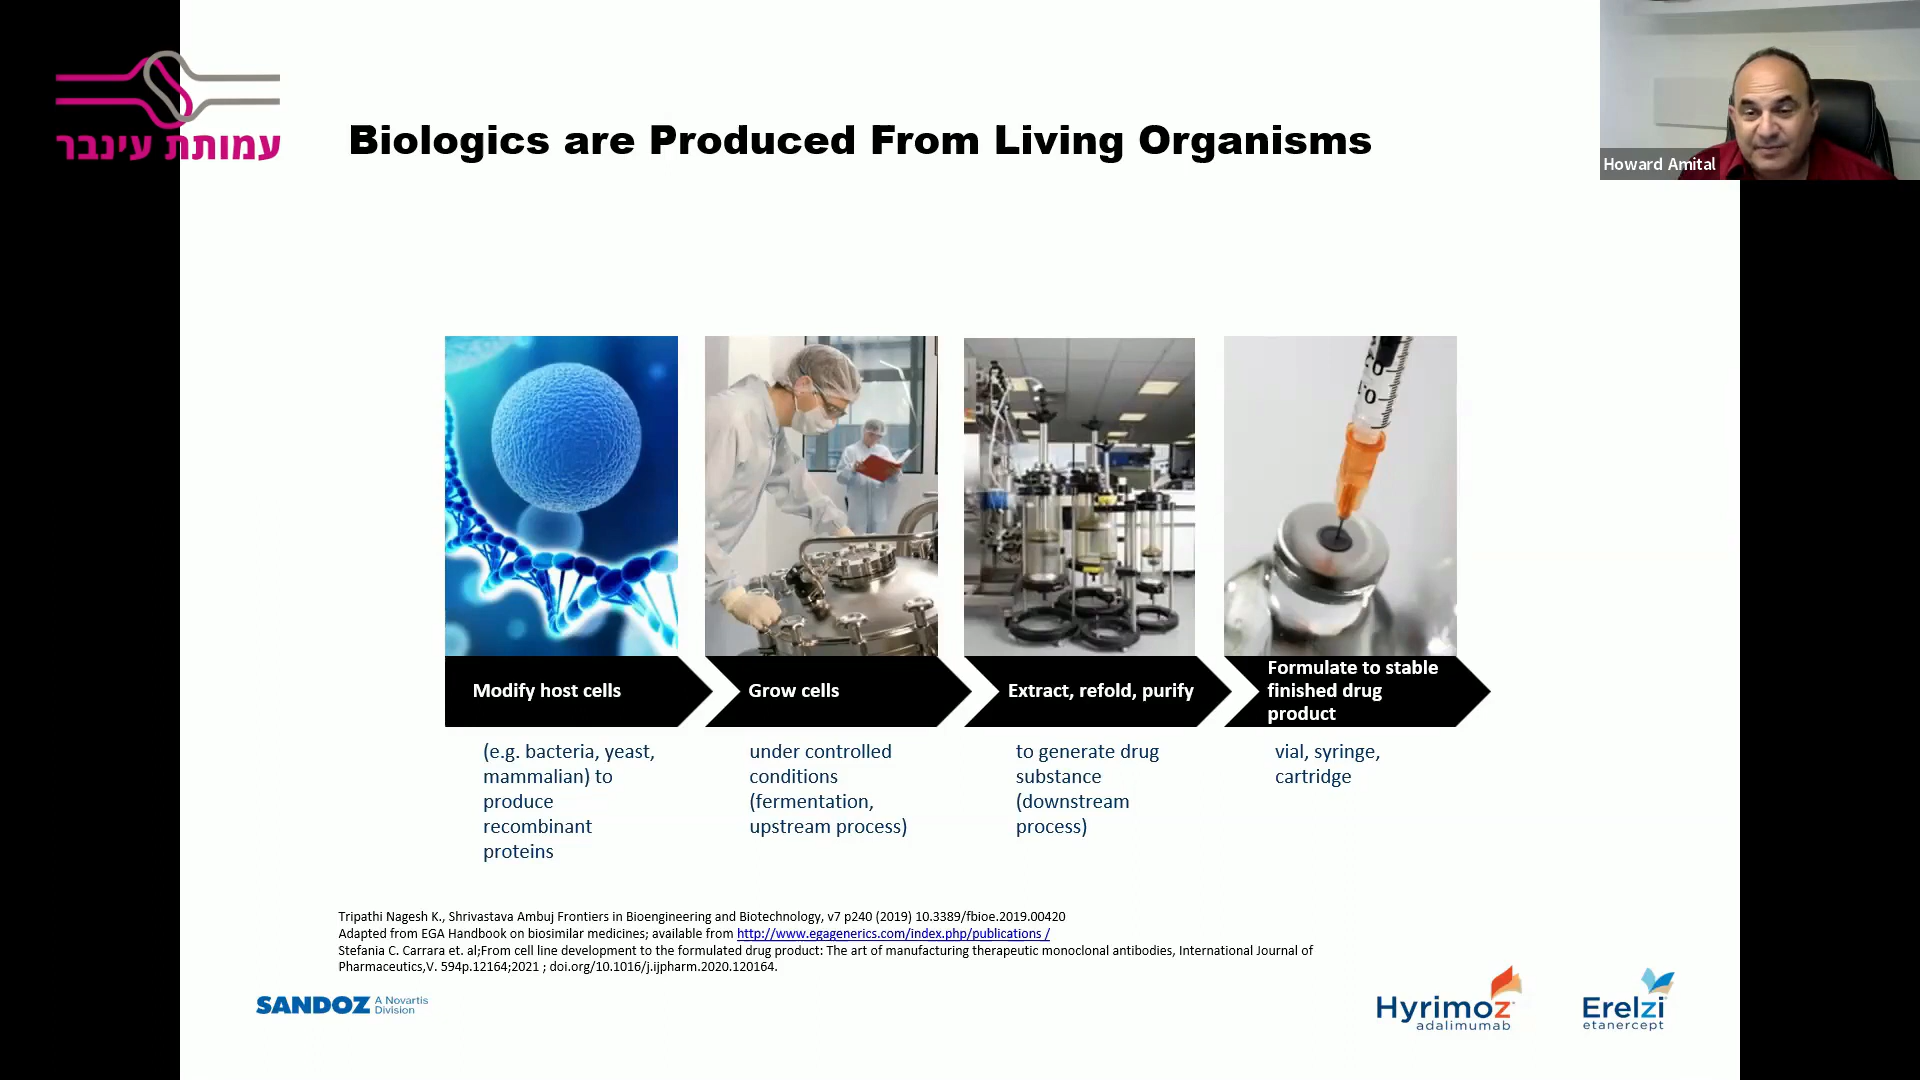 עמותת עינבר
Biologics are Produced From Living Organisms
Howard Amital
Modify host cells
(e.g. bacteria, yeast,
mammalian) to
produce
recombinant
proteins
Grow cells
under controlled
conditions
(fermentation,
upstream process)
Extract, refold, purify
to generate drug
substance
(downstream
process)
Formulate to stable
finished drug
product
vial, syringe,
cartridge
Tripathi Nagesh K., Shrivastava Ambuj Frontiers in Bioengineering and Biotechnology, v7 p240 (2019) 10.3389/fbioe.2019.00420
Adapted from EGA Handbook on biosimilar medicines; available from http://www.egagenerics.com/index.php/publications /
Stefania C. Carrara et. al;From cell line development to the formulated drug product: The art of manufacturing therapeutic monoclonal antibodies, International Journal of
Pharmaceutics,V. 594p.12164;2021 ; doi.org/10.1016/j.ijpharm.2020.120164.
SANDOZ A Novartis
Division
Hyrimoz
adalimumab
Erelzi
etanercept